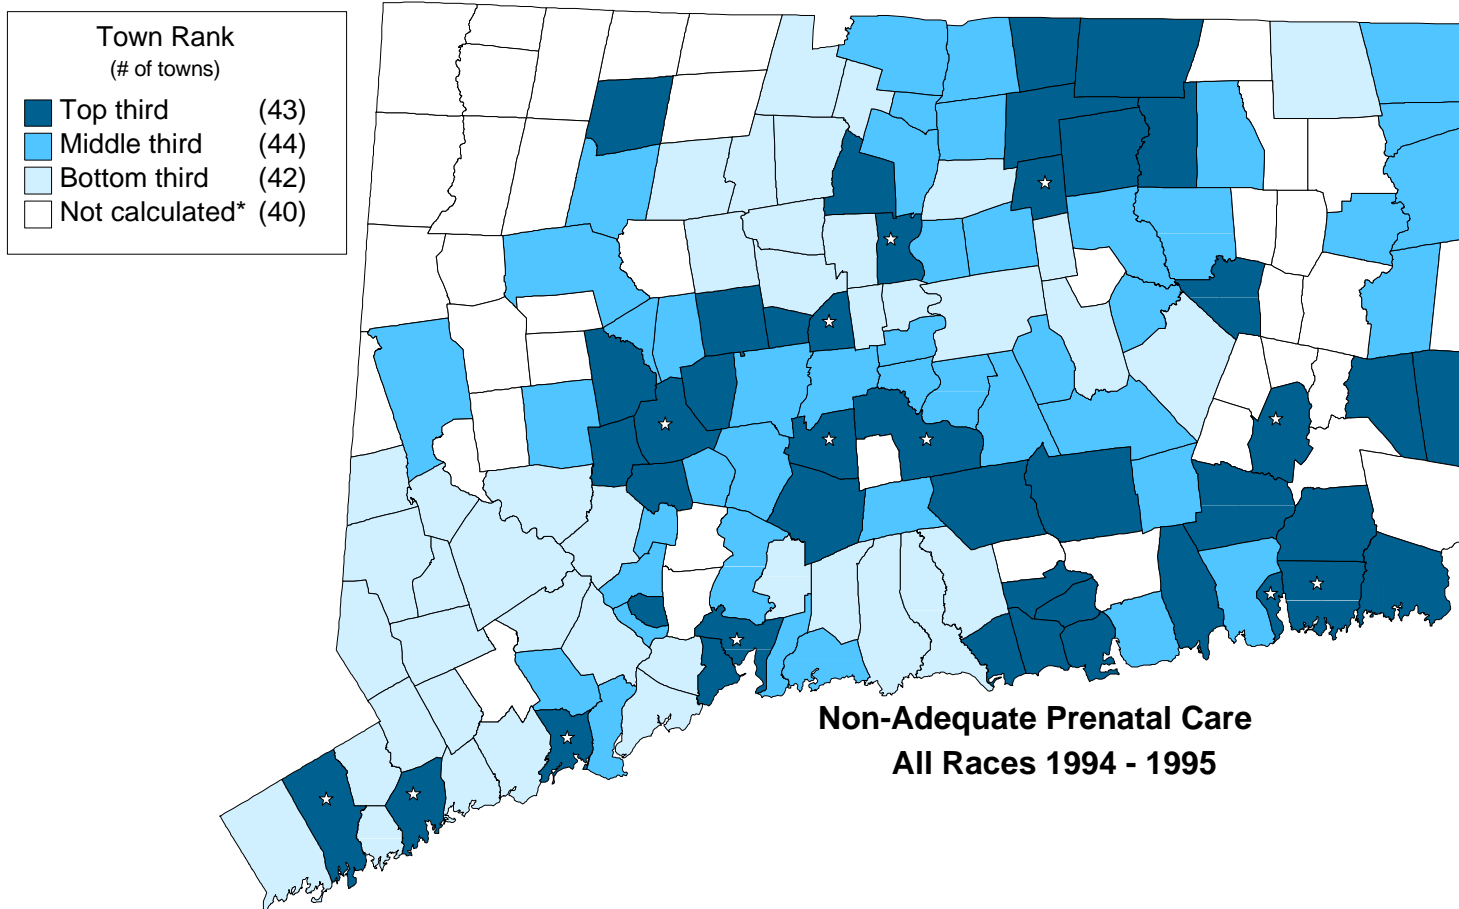 Town Rank
(# of towns)
Top third (43)
Middle third (44)
Bottom third (42)
Not calculated* (40)
Non-Adequate Prenatal Care
All Races 1994 - 1995